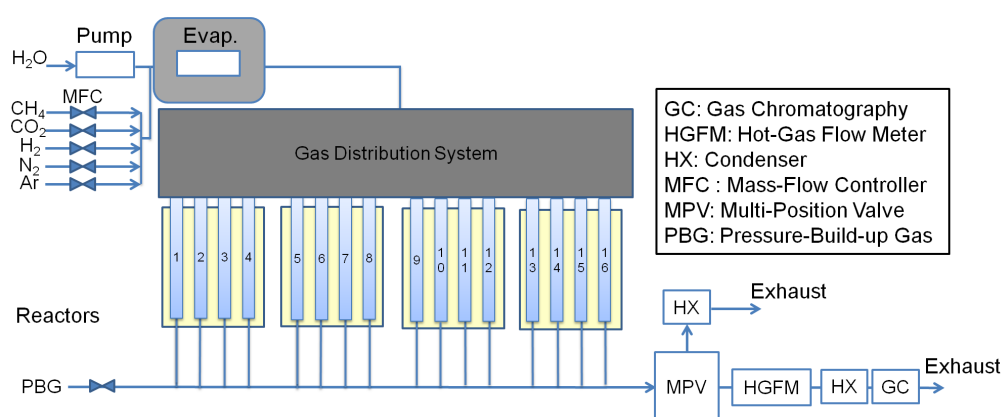 Pump
Evap.
H₂O
MFC
CH₄
CO₂
H₂
N₂
Ar
Gas Distribution System
GC: Gas Chromatography
HGFM: Hot-Gas Flow Meter
HX: Condenser
MFC : Mass-Flow Controller
MPV: Multi-Position Valve
PBG: Pressure-Build-up Gas
1 2 3 4 5 6 7 8 9 10 11 12 13 14 15 16
Reactors
HX
Exhaust
PBG
MPV
HGFM
HX
GC
Exhaust